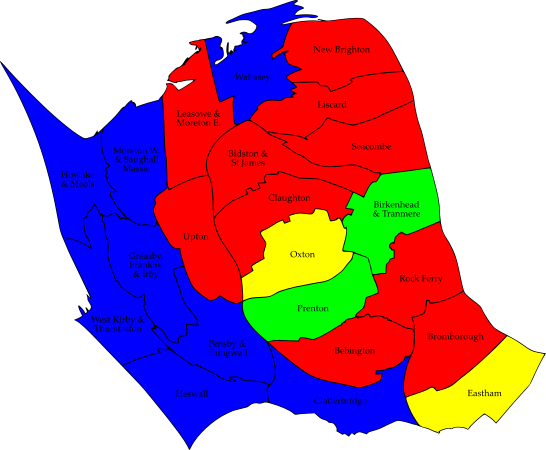 New Brighton
Wallasey
Liscard
Leasowe &
Moreton E.
Seacombe
Moreton W.
& Saughall
Massie
Bidston &
St James
Hoylake
& Meols
Claughton
Birkenhead
& Tranmere
Upton
Oxton
Greasby,
Frankby
& Irby
Rock Ferry
Prenton
West Kirby &
Thurstaston
Pensby &
Thingwall
Bromborough
Bebington
Heswall
Clatterbridge
Eastham